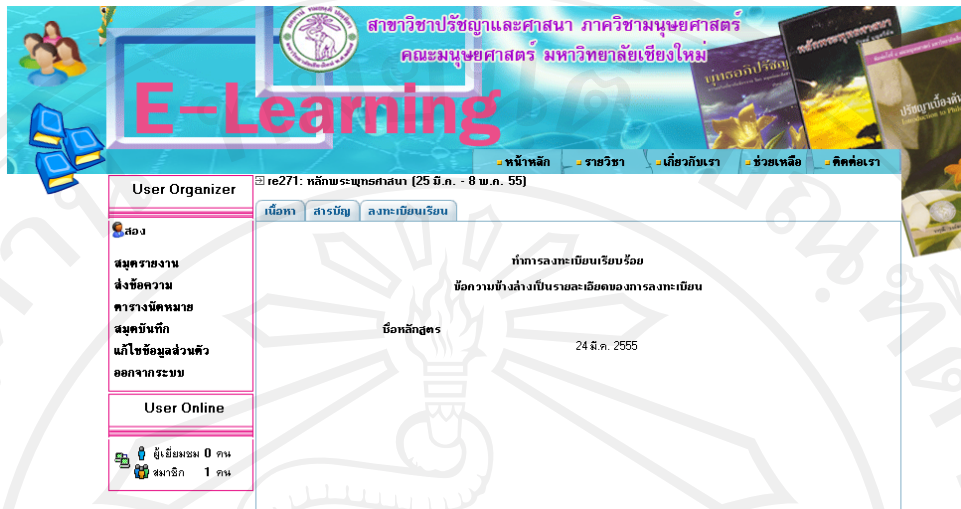 สาขาวิชาปรัชญาและศาสนา ภาควิชามนุษยศาสตร์
คณะมนุษยศาสตร์ มหาวิทยาลัยเชียงใหม่
E-Learning
หน้าหลัก รายวิชา เกี่ยวกับเรา ช่วยเหลือ ติดต่อเรา
User Organizer
re271: หลักพระพุทธศาสนา (25 มี.ค. - 8 พ.ค. 55)
เนื้อหา สารบัญ ลงทะเบียนเรียน
สอง
สมุดรายงาน
ส่งข้อความ
ตารางนัดหมาย
สมุดบันทึก
แก้ไขข้อมูลส่วนตัว
ออกจากระบบ
ทำการลงทะเบียนเรียบร้อย
ข้อความข้างล่างเป็นรายละเอียดของการลงทะเบียน
ชื่อหลักสูตร
24 มี.ค. 2555
User Online
ผู้เยี่ยมชม 0 คน
สมาชิก 1 คน